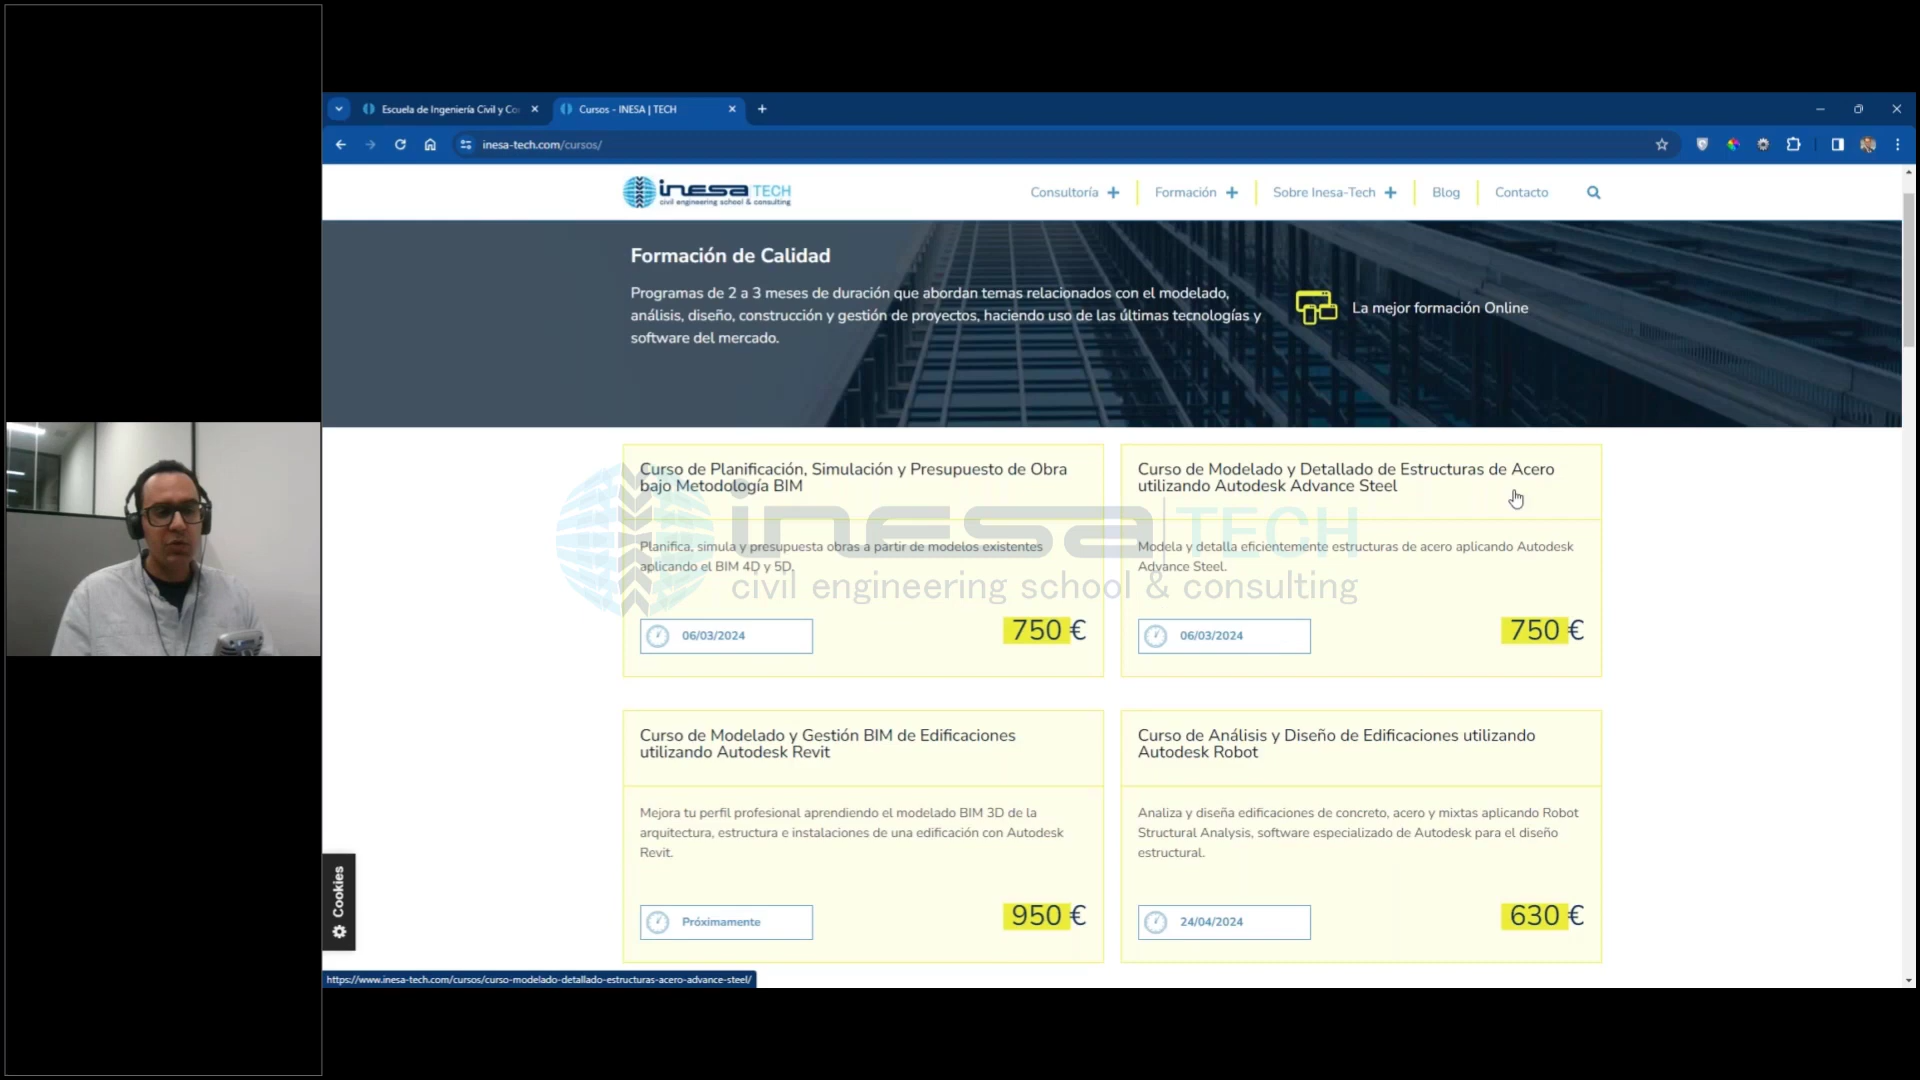 Escuela de Ingeniería Civil y Co
Cursos - INESA | TECH
inesa-tech.com/cursos/
inesa TECH
civil engineering school & consulting
Consultoría
Formación
Sobre Inesa-Tech
Blog
Contacto
Formación de Calidad
Programas de 2 a 3 meses de duración que abordan temas relacionados con el modelado,
análisis, diseño, construcción y gestión de proyectos, haciendo uso de las últimas tecnologías y
software del mercado.
La mejor formación Online
Curso de Planificación, Simulación y Presupuesto de Obra
bajo Metodología BIM
Planifica, simula y presupuesta obras a partir de modelos existentes
aplicando el BIM 4D y 5D.
06/03/2024
750 €
Curso de Modelado y Detallado de Estructuras de Acero
utilizando Autodesk Advance Steel
Modela y detalla eficientemente estructuras de acero aplicando Autodesk
Advance Steel.
06/03/2024
750 €
inesa TECH
civil engineering school & consulting
Curso de Modelado y Gestión BIM de Edificaciones
utilizando Autodesk Revit
Mejora tu perfil profesional aprendiendo el modelado BIM 3D de la
arquitectura, estructura e instalaciones de una edificación con Autodesk
Revit.
Próximamente
950 €
Curso de Análisis y Diseño de Edificaciones utilizando
Autodesk Robot
Analiza y diseña edificaciones de concreto, acero y mixtas aplicando Robot
Structural Analysis, software especializado de Autodesk para el diseño
estructural.
24/04/2024
630 €
Cookies
https://www.inesa-tech.com/cursos/curso-modelado-detallado-estructuras-acero-advance-steel/